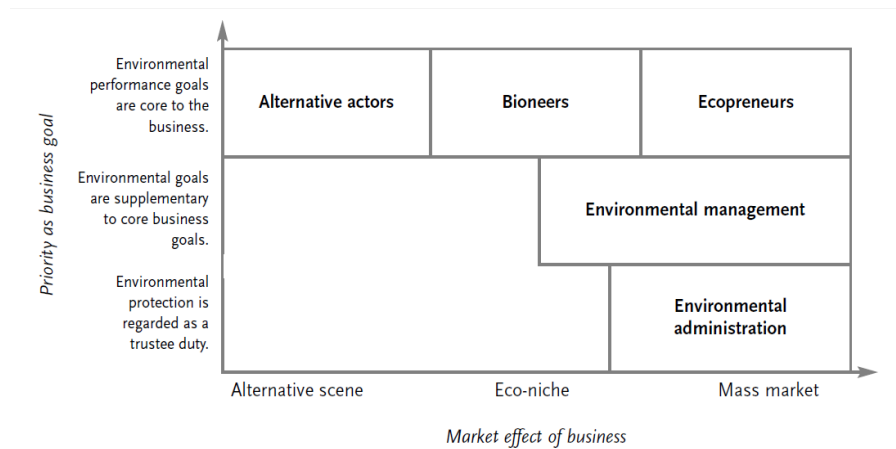 Priority as business goal
Environmental
performance goals
are core to the
business.
Alternative actors
Bioneers
Ecopreneurs
Environmental goals
are supplementary
to core business
goals.
Environmental management
Environmental
protection is
regarded as a
trustee duty.
Environmental
administration
Alternative scene
Eco-niche
Mass market
Market effect of business